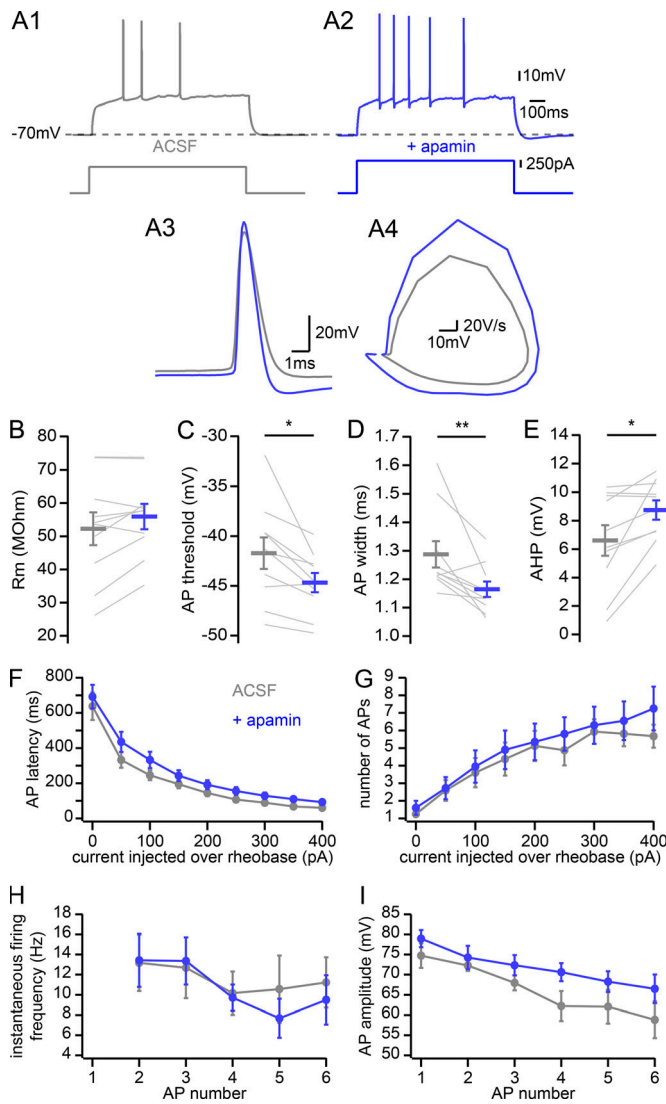 A1
A2
10mV
100ms
-70mV
ACSF
+ apamin
250pA
A3
A4
20mV
1ms
20V/s
10mV
B
80
70
60
50
40
30
20
Rm (MOhm)
C
-30
-35
-40
-45
-50
AP threshold (mV)
*
D
1.7
1.6
1.5
1.4
1.3
1.2
1.1
1.0
AP width (ms)
**
E
14
12
10
8
6
4
2
0
AHP (mV)
*
F
800
600
400
200
0
AP latency (ms)
ACSF
+ apamin
0 100 200 300 400
current injected over rheobase (pA)
G
9
8
7
6
5
4
3
2
1
number of APs
0 100 200 300 400
current injected over rheobase (pA)
H
18
16
14
12
10
8
6
4
instantaneous firing
frequency (Hz)
1 2 3 4 5 6
AP number
I
85
80
75
70
65
60
55
50
AP amplitude (mV)
1 2 3 4 5 6
AP number